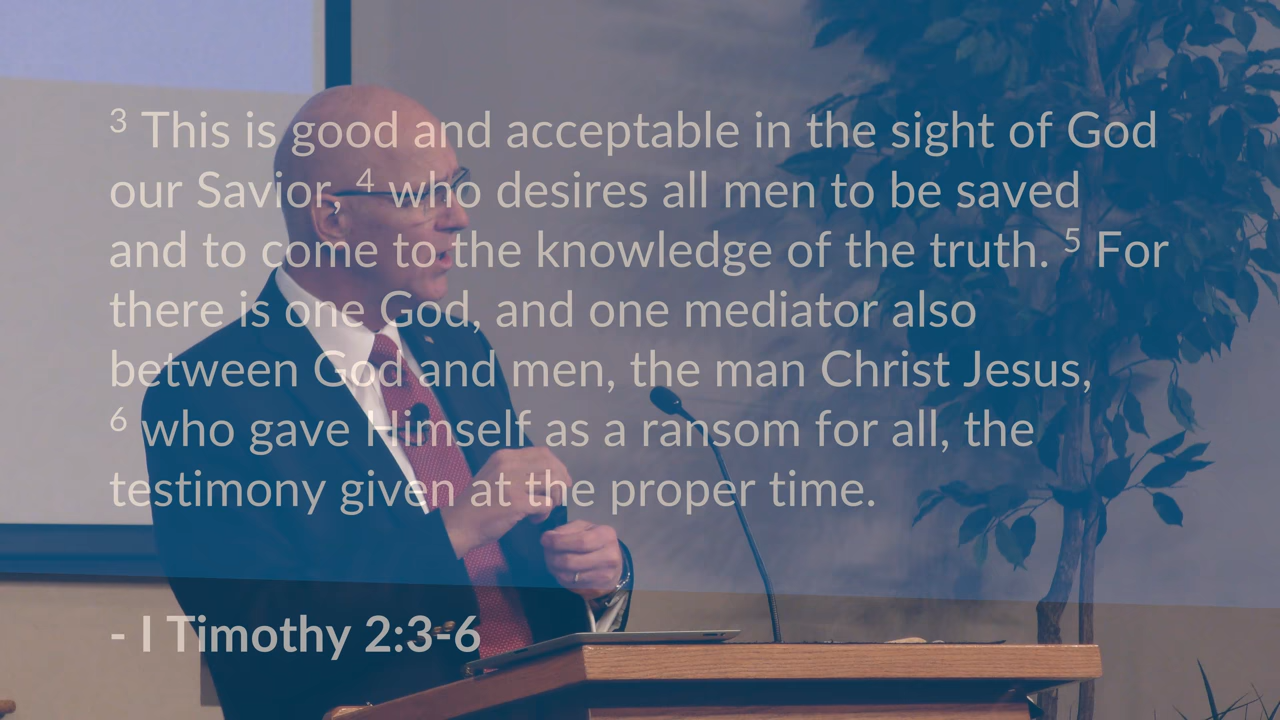 ³ This is good and acceptable in the sight of God
our Savior, ⁴ who desires all men to be saved
and to come to the knowledge of the truth. ⁵ For
there is one God, and one mediator also
between God and men, the man Christ Jesus,
⁶ who gave Himself as a ransom for all, the
testimony given at the proper time.
- I Timothy 2:3-6